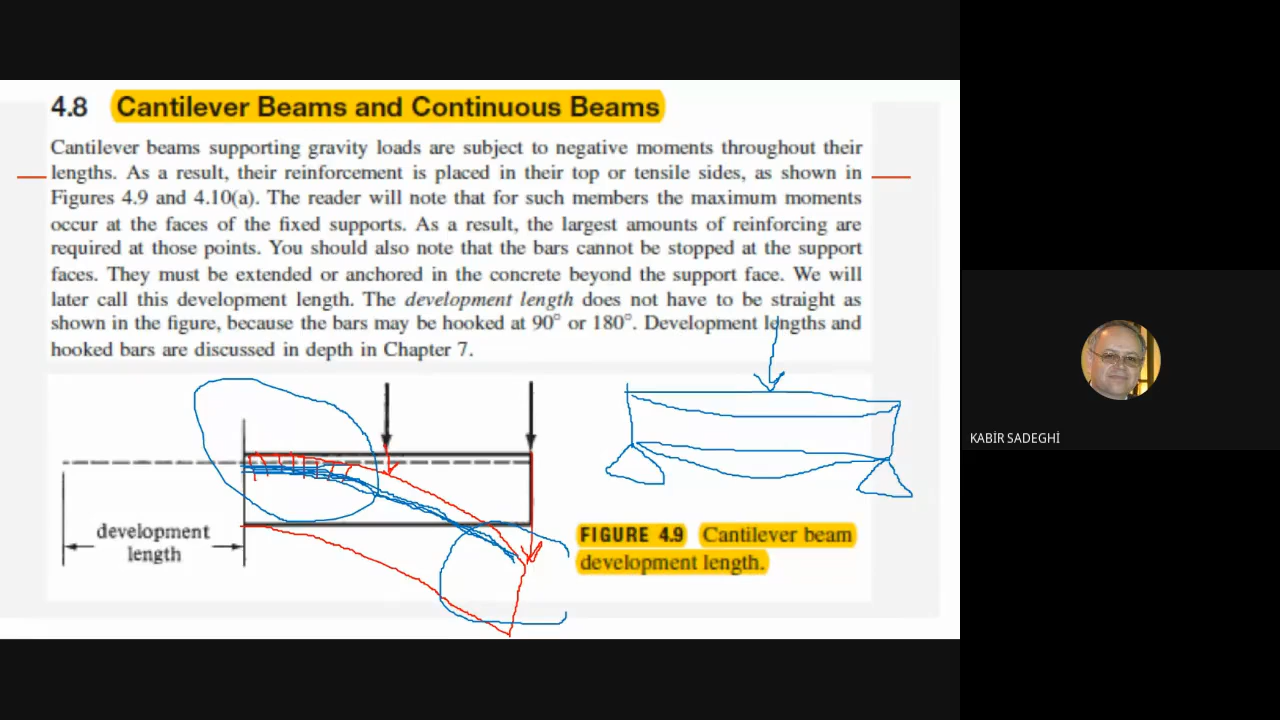 4.8 Cantilever Beams and Continuous Beams
Cantilever beams supporting gravity loads are subject to negative moments throughout their
lengths. As a result, their reinforcement is placed in their top or tensile sides, as shown in
Figures 4.9 and 4.10(a). The reader will note that for such members the maximum moments
occur at the faces of the fixed supports. As a result, the largest amounts of reinforcing are
required at those points. You should also note that the bars cannot be stopped at the support
faces. They must be extended or anchored in the concrete beyond the support face. We will
later call this development length. The development length does not have to be straight as
shown in the figure, because the bars may be hooked at 90° or 180°. Development lengths and
hooked bars are discussed in depth in Chapter 7.
development
length
FIGURE 4.9 Cantilever beam
development length.
KABİR SADEGHİ